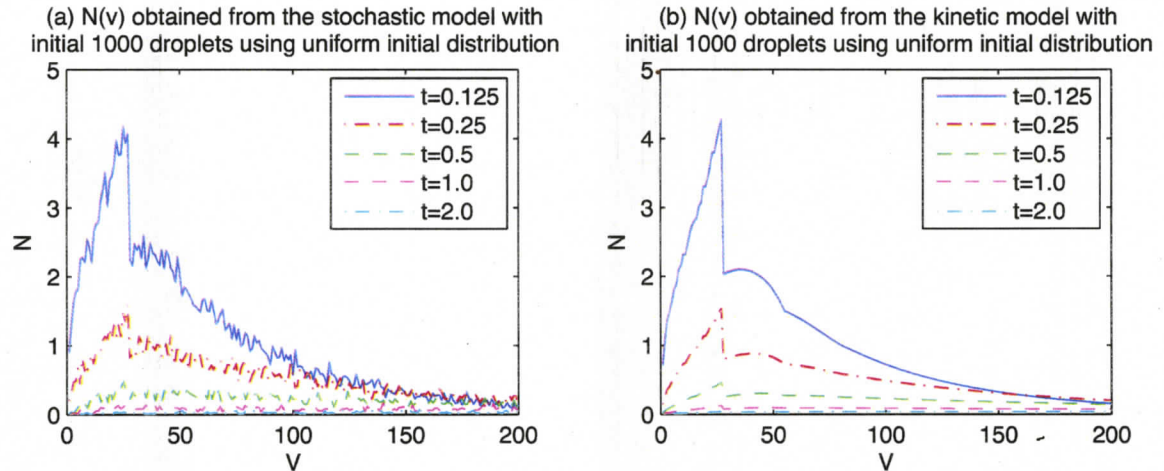 (a) N(v) obtained from the stochastic model with
initial 1000 droplets using uniform initial distribution
5
4
3
2
1
0
N
0
50
100
150
200
V
t=0.125
t=0.25
t=0.5
t=1.0
t=2.0
(b) N(v) obtained from the kinetic model with
initial 1000 droplets using uniform initial distribution
5
4
3
2
1
0
N
0
50
100
150
200
V
t=0.125
t=0.25
t=0.5
t=1.0
t=2.0